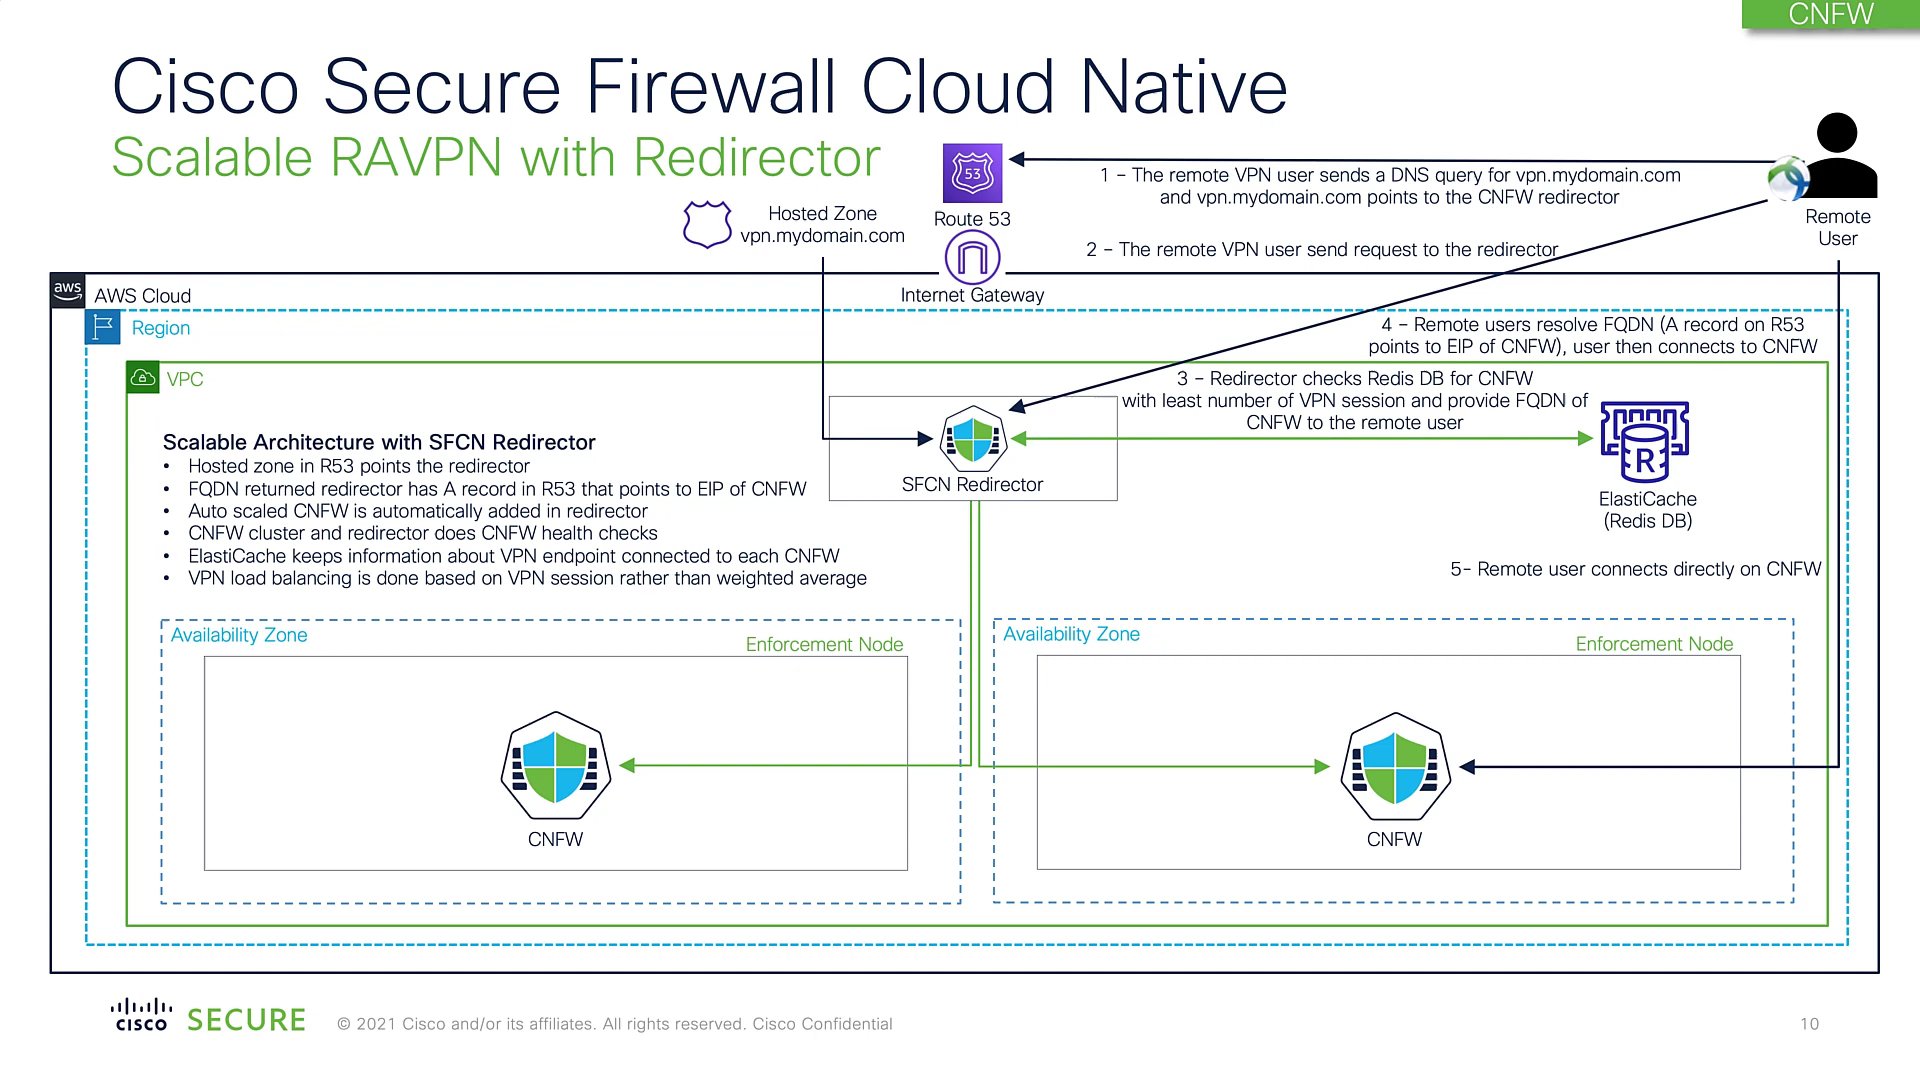 CNFW
Cisco Secure Firewall Cloud Native
Scalable RAVPN with Redirector
53
Route 53
1 – The remote VPN user sends a DNS query for vpn.mydomain.com
and vpn.mydomain.com points to the CNFW redirector
Remote
User
Hosted Zone
vpn.mydomain.com
2 – The remote VPN user send request to the redirector
Internet Gateway
aws
AWS Cloud
Region
4 – Remote users resolve FQDN (A record on R53
points to EIP of CNFW), user then connects to CNFW
VPC
3 – Redirector checks Redis DB for CNFW
with least number of VPN session and provide FQDN of
CNFW to the remote user
SFCN Redirector
R
ElastiCache
(Redis DB)
Scalable Architecture with SFCN Redirector
• Hosted zone in R53 points the redirector
• FQDN returned redirector has A record in R53 that points to EIP of CNFW
• Auto scaled CNFW is automatically added in redirector
• CNFW cluster and redirector does CNFW health checks
• ElastiCache keeps information about VPN endpoint connected to each CNFW
• VPN load balancing is done based on VPN session rather than weighted average
5- Remote user connects directly on CNFW
Availability Zone
Enforcement Node
CNFW
Availability Zone
Enforcement Node
CNFW
cisco SECURE
© 2021 Cisco and/or its affiliates. All rights reserved. Cisco Confidential
10